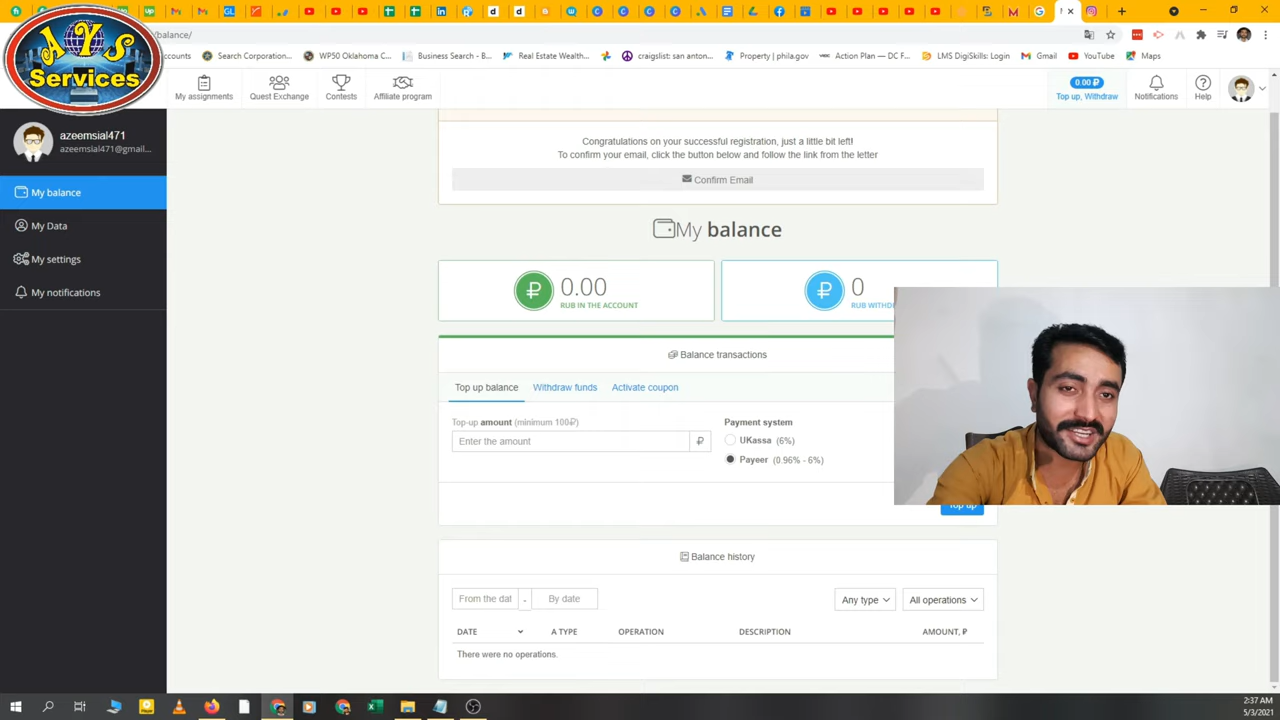 AYS
Services
/balance/
ccounts
Search Corporation...
WP50 Oklahoma C...
Business Search - B...
Real Estate Wealth...
craigslist: san anton...
Property | phila.gov
Action Plan — DC F...
LMS DigiSkills: Login
Gmail
YouTube
Maps
My assignments
Quest Exchange
Contests
Affiliate program
0.00 ₽
Top up, Withdraw
Notifications
Help
azeemsial471
azeemsial471@gmail...
My balance
My Data
My settings
My notifications
Congratulations on your successful registration, just a little bit left!
To confirm your email, click the button below and follow the link from the letter
Confirm Email
My balance
₽ 0.00
RUB IN THE ACCOUNT
₽ 0
RUB WITHD
Balance transactions
Top up balance
Withdraw funds
Activate coupon
Top-up amount (minimum 100₽)
Enter the amount
₽
Payment system
UKassa (6%)
Payeer (0.96% - 6%)
Top up
Balance history
From the dat
-
By date
Any type
All operations
DATE
A TYPE
OPERATION
DESCRIPTION
AMOUNT, ₽
There were no operations.
2:37 AM
5/3/2021